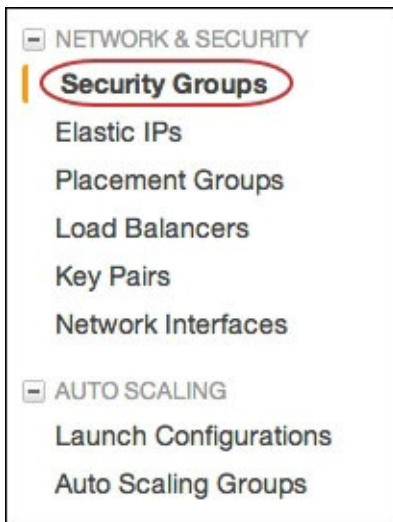 NETWORK & SECURITY
Security Groups
Elastic IPs
Placement Groups
Load Balancers
Key Pairs
Network Interfaces
AUTO SCALING
Launch Configurations
Auto Scaling Groups